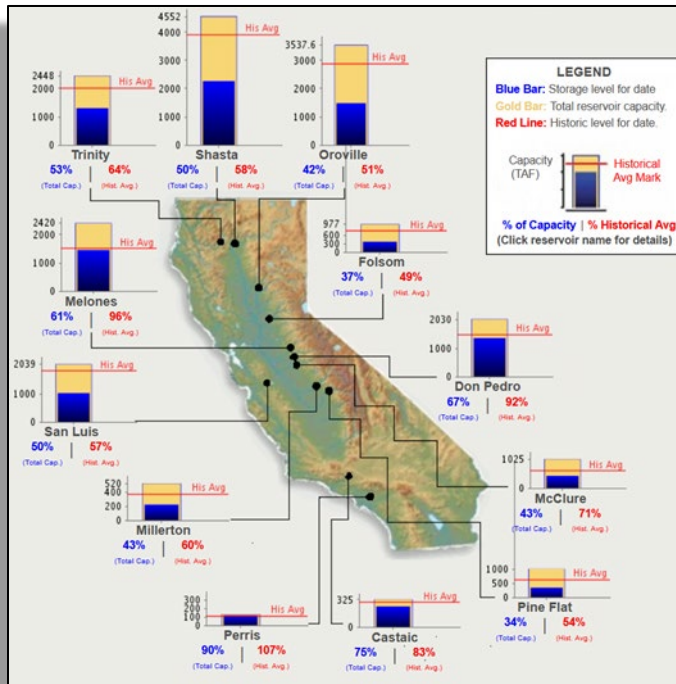 4552
His Avg
4000
3000
2000
1000
0
Shasta
50% | 58%
(Total Cap.) (Hist. Avg.)
3537.6
His Avg
3000
2000
1000
0
Oroville
42% | 51%
(Total Cap.) (Hist. Avg.)
2448
His Avg
2000
1000
0
Trinity
53% | 64%
(Total Cap.) (Hist. Avg.)
LEGEND
Blue Bar: Storage level for date
Gold Bar: Total reservoir capacity.
Red Line: Historic level for date.
Capacity
(TAF)
Historical
Avg Mark
% of Capacity | % Historical Avg
(Click reservoir name for details)
2420
2000
His Avg
1000
0
Melones
61% | 96%
(Total Cap.) (Hist. Avg.)
977
His Avg
600
300
0
Folsom
37% | 49%
(Total Cap.) (Hist. Avg.)
2030
His Avg
1000
0
Don Pedro
67% | 92%
(Total Cap.) (Hist. Avg.)
2039
His Avg
1000
0
San Luis
50% | 57%
(Total Cap.) (Hist. Avg.)
1025
His Avg
0
McClure
43% | 71%
(Total Cap.) (Hist. Avg.)
520
400
His Avg
200
0
Millerton
43% | 60%
(Total Cap.) (Hist. Avg.)
1000
His Avg
500
0
Pine Flat
34% | 54%
(Total Cap.) (Hist. Avg.)
300
200
His Avg
100
0
Perris
90% | 107%
(Total Cap.) (Hist. Avg.)
325
His Avg
0
Castaic
75% | 83%
(Total Cap.) (Hist. Avg.)